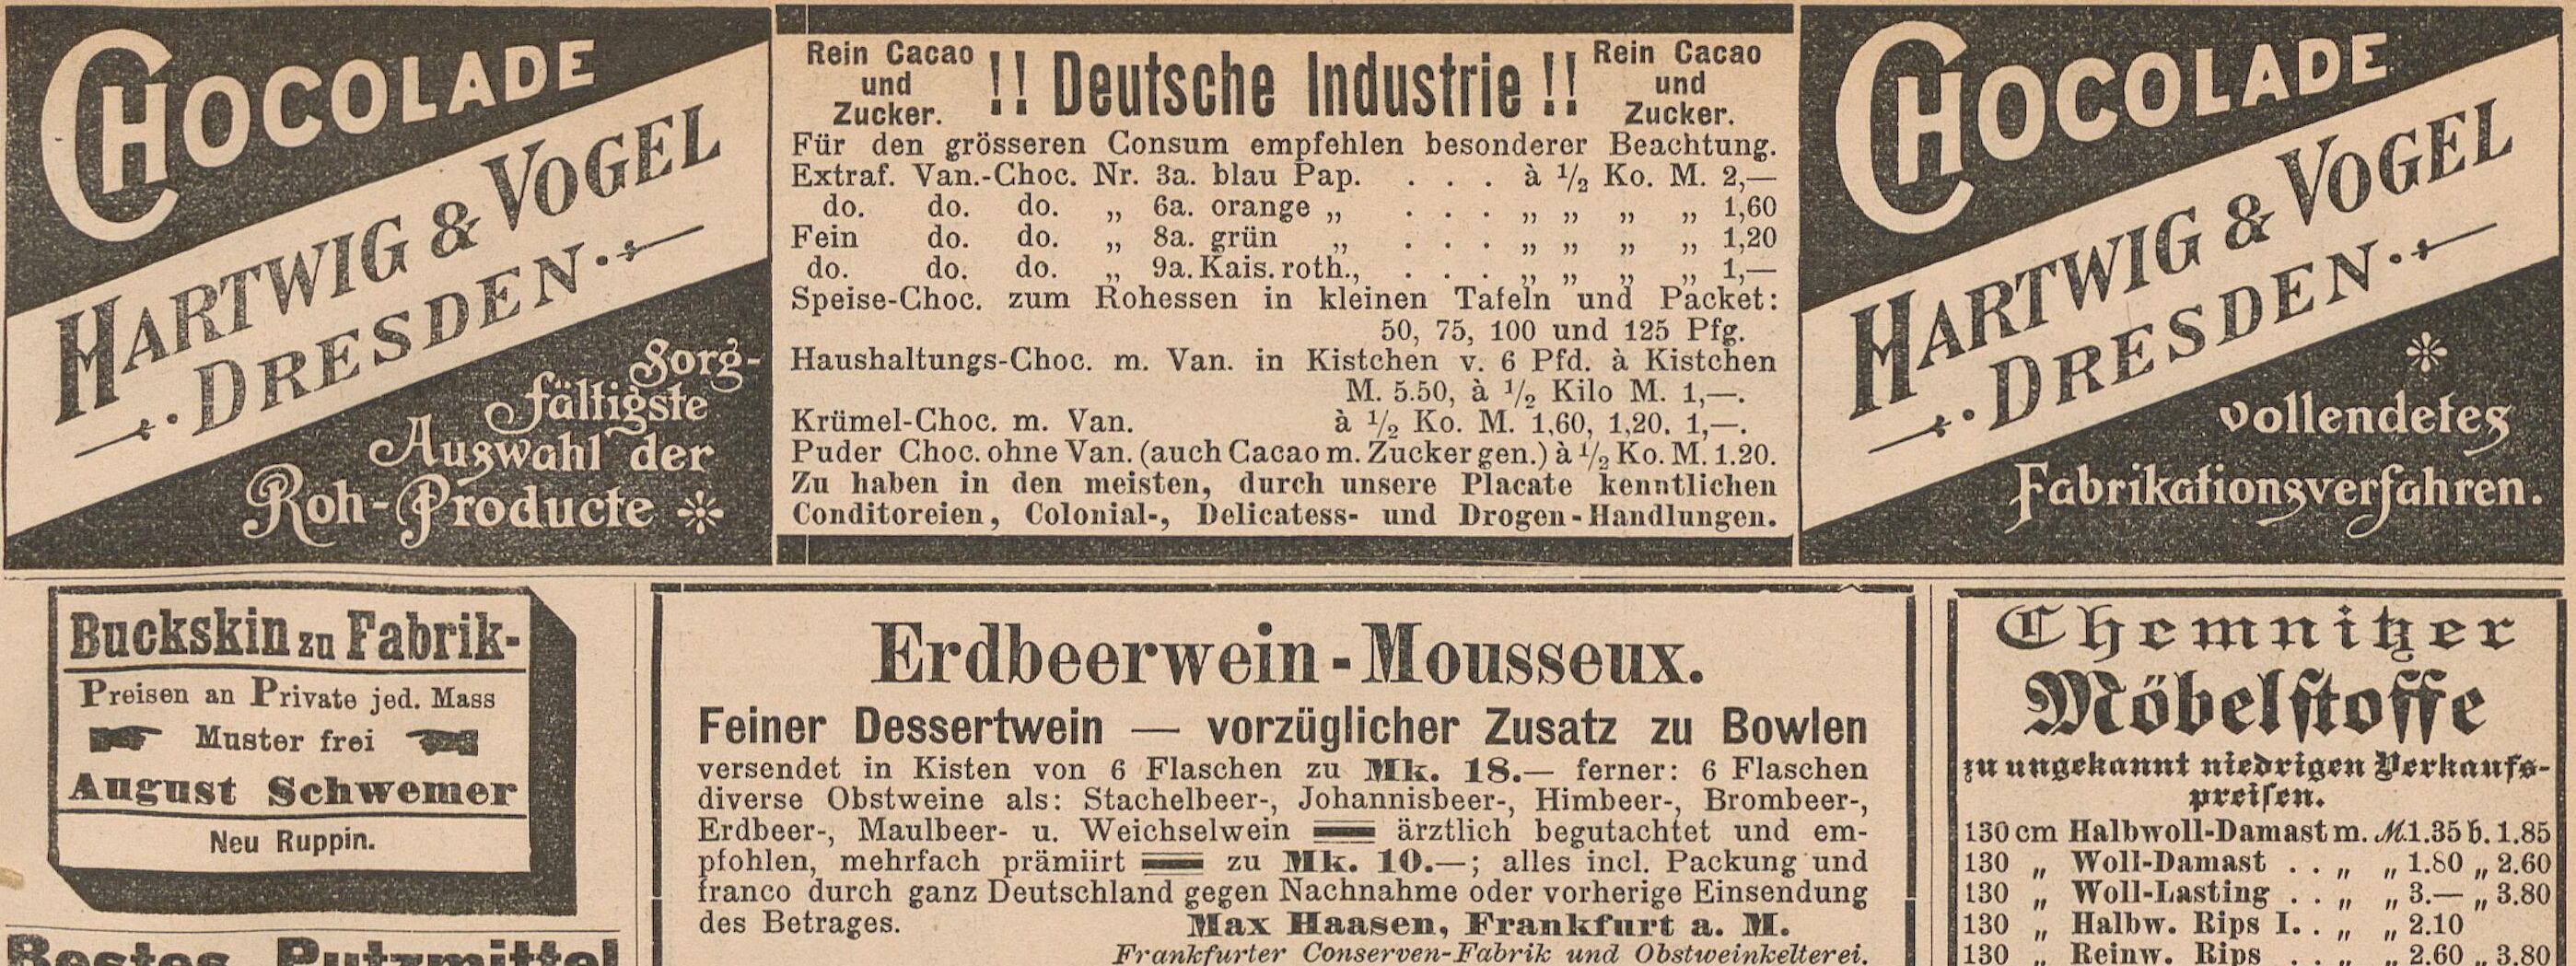 CHOCOLADE
HARTWIG & VOGEL
DRESDEN
Sorg-
fältigste
Auswahl der
Roh-Producte
Rein Cacao
und
Zucker.
!! Deutsche Industrie !!
Rein Cacao
und
Zucker.
Für den grösseren Consum empfehlen besonderer Beachtung.
Extraf. Van.-Choc. Nr. 3a. blau Pap. . . . à 1/2 Ko. M. 2,—
do. do. do. „ 6a. orange „ . . . „ „ „ „ 1,60
Fein do. do. „ 8a. grün „ . . . „ „ „ „ 1,20
do. do. do. „ 9a. Kais. roth., . . . „ „ „ „ 1,—
Speise-Choc. zum Rohessen in kleinen Tafeln und Packet:
50, 75, 100 und 125 Pfg.
Haushaltungs-Choc. m. Van. in Kistchen v. 6 Pfd. à Kistchen
M. 5.50, à 1/2 Kilo M. 1,—.
Krümel-Choc. m. Van. à 1/2 Ko. M. 1,60, 1,20. 1,—.
Puder Choc. ohne Van. (auch Cacao m. Zucker gen.) à 1/2 Ko. M. 1.20.
Zu haben in den meisten, durch unsere Placate kenntlichen
Conditoreien, Colonial-, Delicatess- und Drogen-Handlungen.
CHOCOLADE
HARTWIG & VOGEL
DRESDEN
vollendetes
Fabrikationsverfahren.
Buckskin zu Fabrik-
Preisen an Private jed. Mass
Muster frei
August Schwemer
Neu Ruppin.
Bestes Putzmittel
Erdbeerwein-Mousseux.
Feiner Dessertwein — vorzüglicher Zusatz zu Bowlen
versendet in Kisten von 6 Flaschen zu Mk. 18.— ferner: 6 Flaschen
diverse Obstweine als: Stachelbeer-, Johannisbeer-, Himbeer-, Brombeer-,
Erdbeer-, Maulbeer- u. Weichselwein ══ ärztlich begutachtet und em-
pfohlen, mehrfach prämiirt ══ zu Mk. 10.—; alles incl. Packung und
franco durch ganz Deutschland gegen Nachnahme oder vorherige Einsendung
des Betrages. Max Haasen, Frankfurt a. M.
Frankfurter Conserven-Fabrik und Obstweinkelterei.
Chemnitzer
Möbelstoffe
zu ungekannt niedrigen Verkaufs-
preisen.
130 cm Halbwoll-Damast m. M. 1.35 b. 1.85
130 „ Woll-Damast . . „ „ 1.80 „ 2.60
130 „ Woll-Lasting . . „ „ 3.— „ 3.80
130 „ Halbw. Rips I. . „ „ 2.10
130 „ Reinw. Rips . . „ „ 2.60 „ 3.80